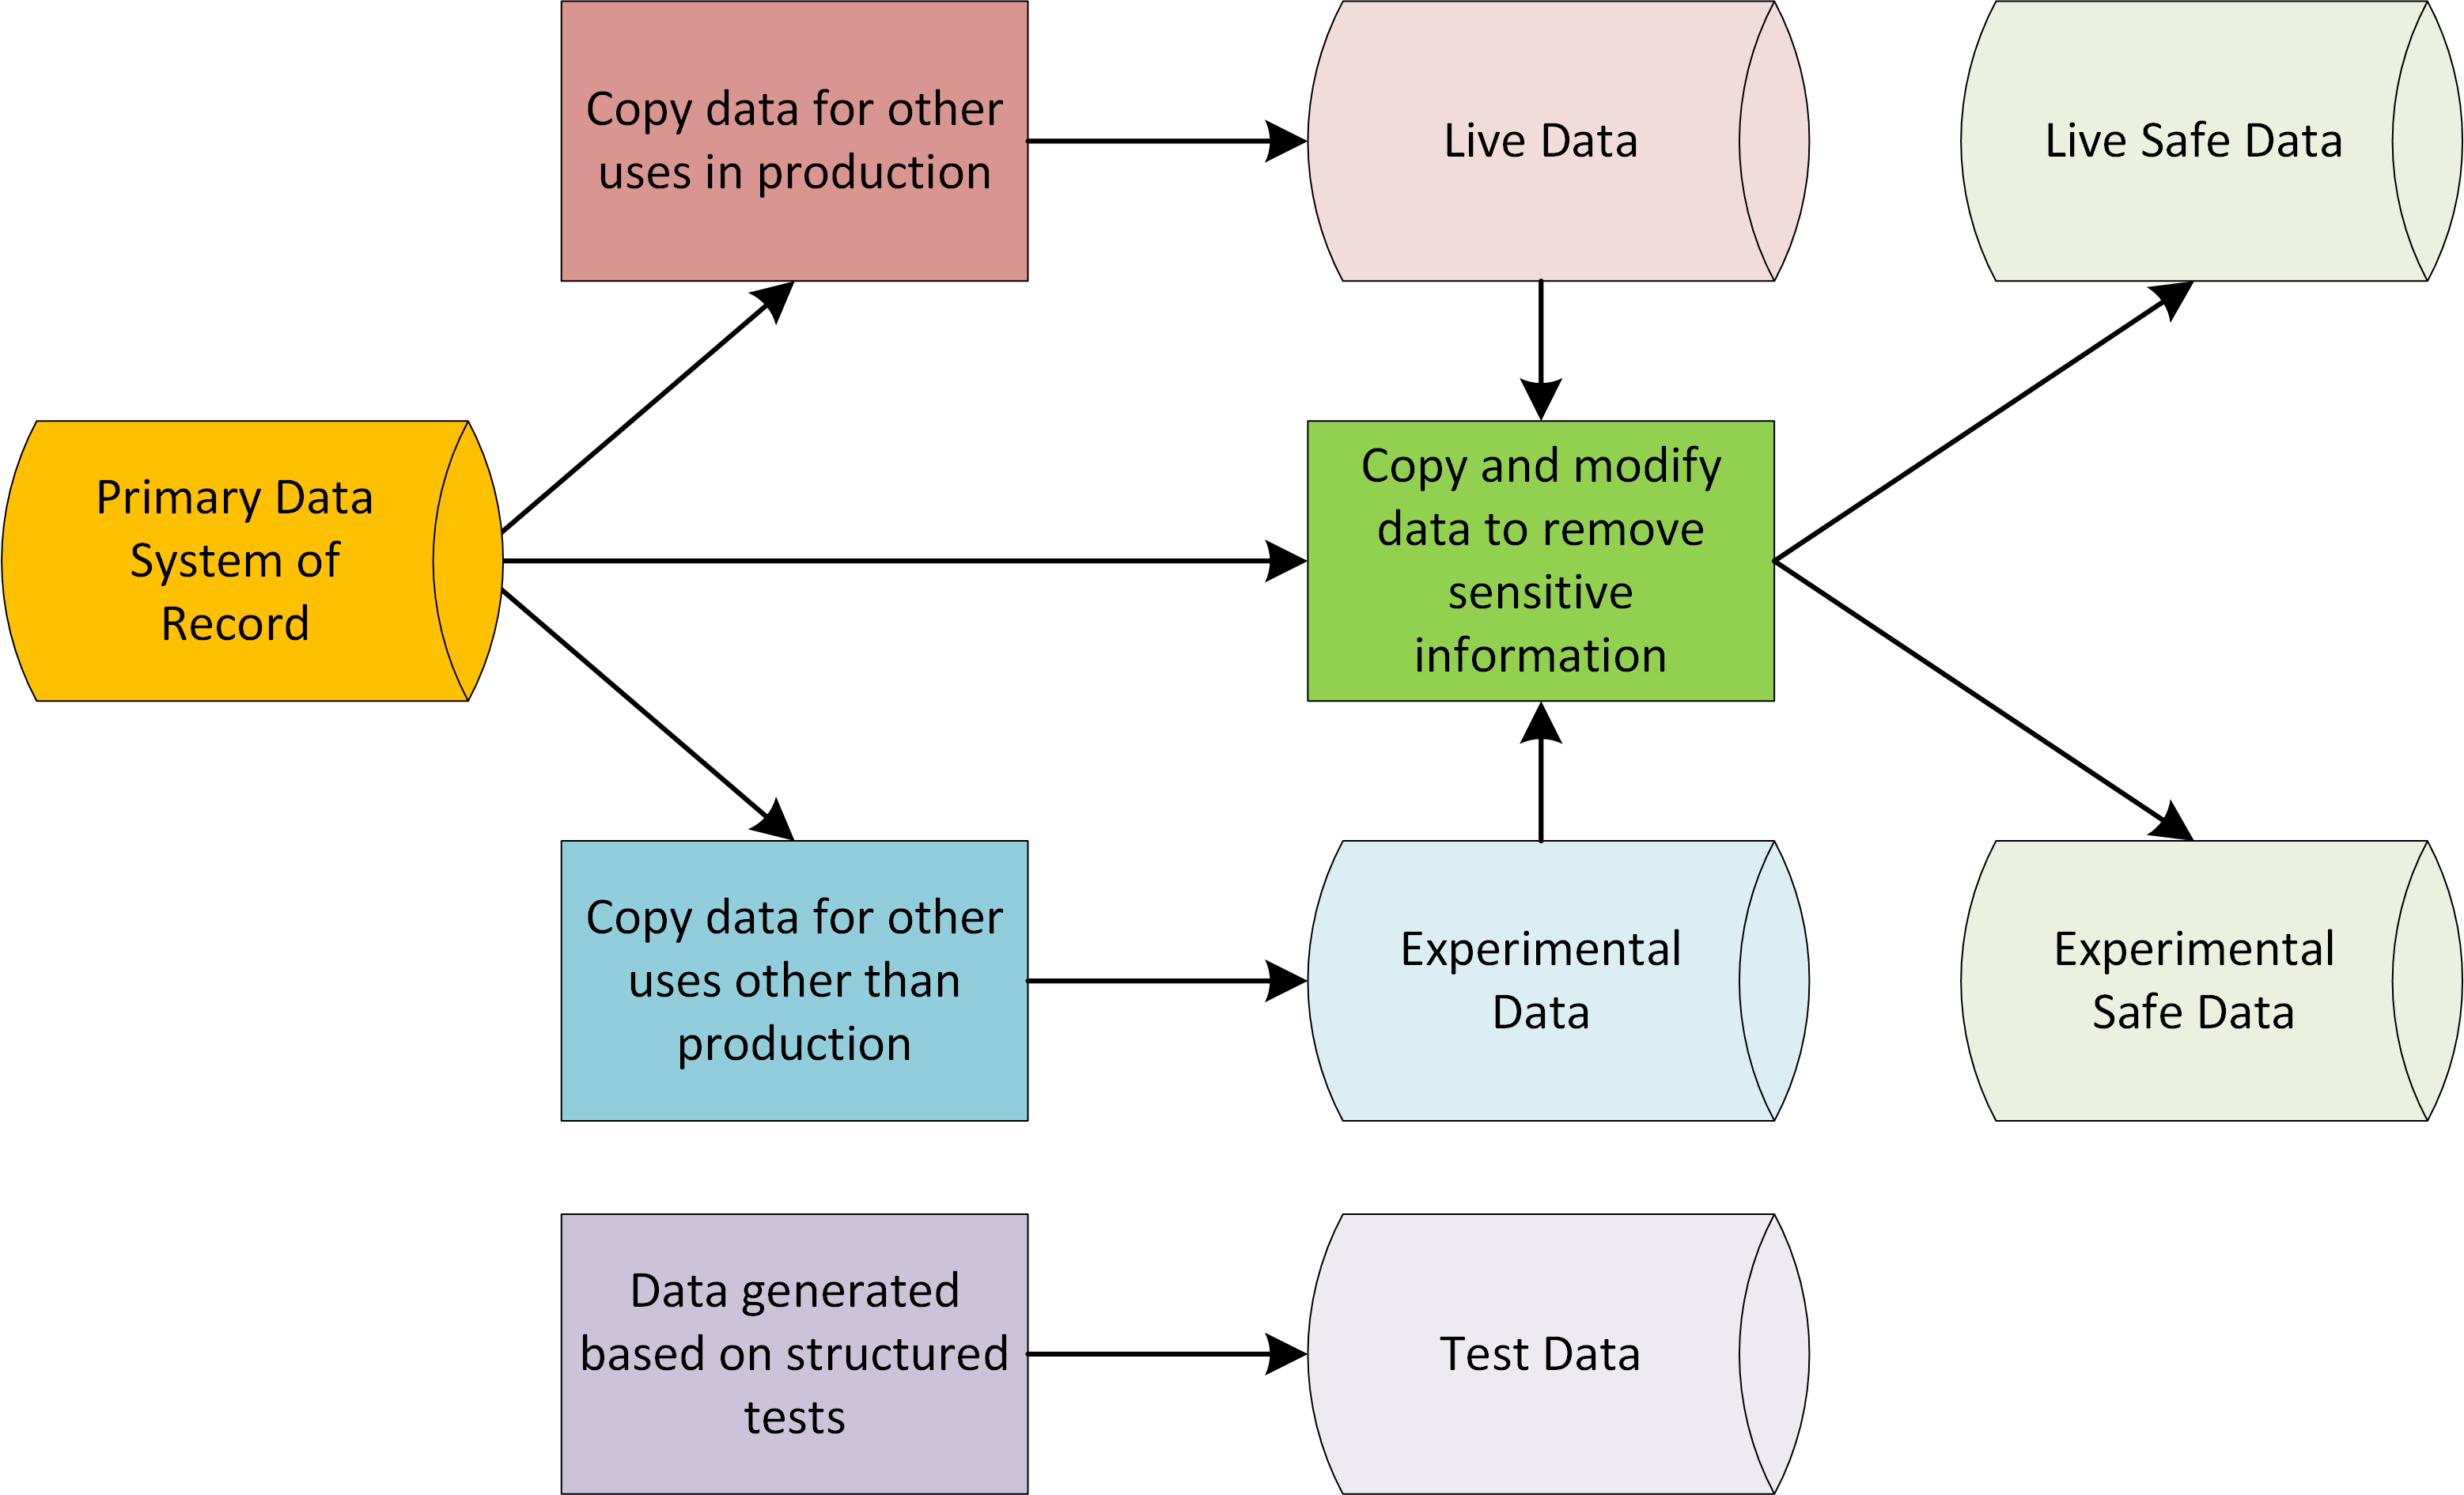 Copy data for other
uses in production
Live Data
Live Safe Data
Primary Data
System of
Record
Copy and modify
data to remove
sensitive
information
Copy data for other
uses other than
production
Experimental
Data
Experimental
Safe Data
Data generated
based on structured
tests
Test Data